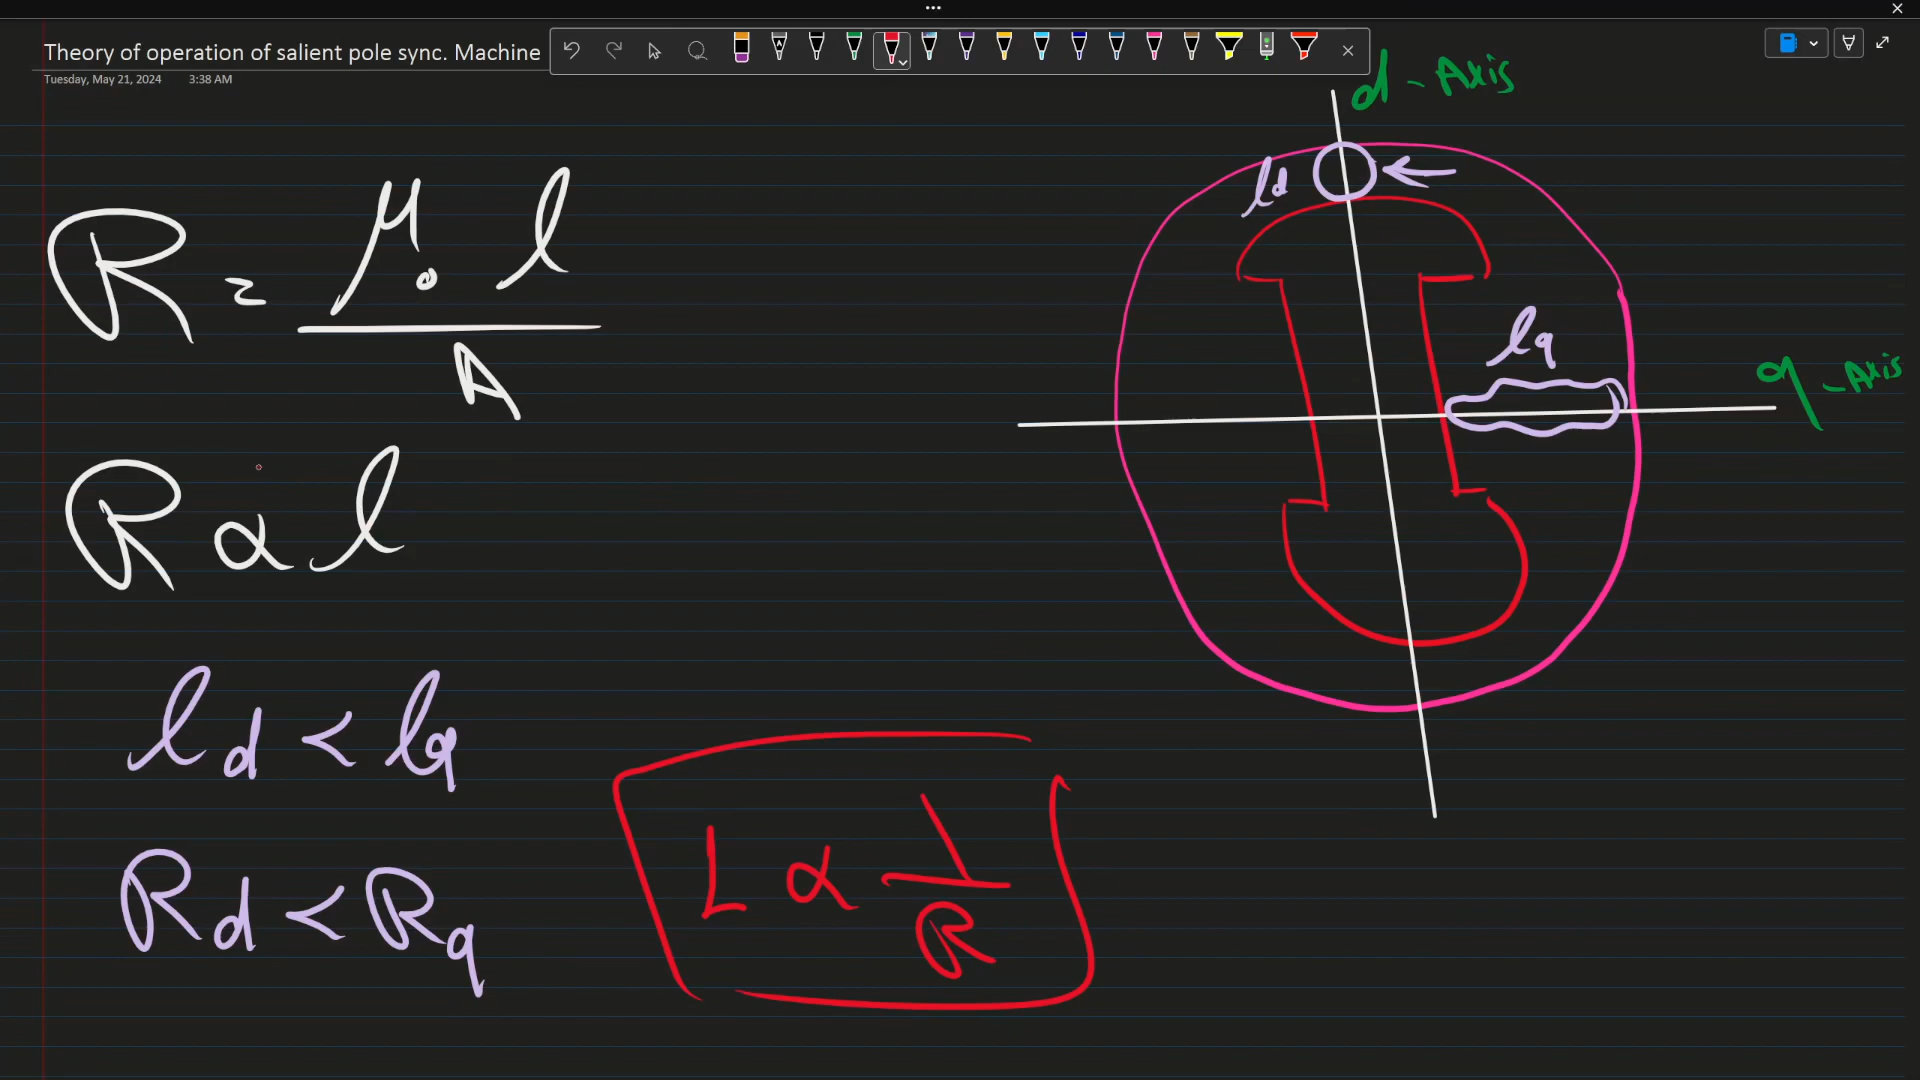 Theory of operation of salient pole sync. Machine
Tuesday, May 21, 2024 3:38 AM
d - Axis
R = μ₀ l / A
ld
lq
q - Axis
R α l
ld < lq
L α 1 / R
Rd < Rq